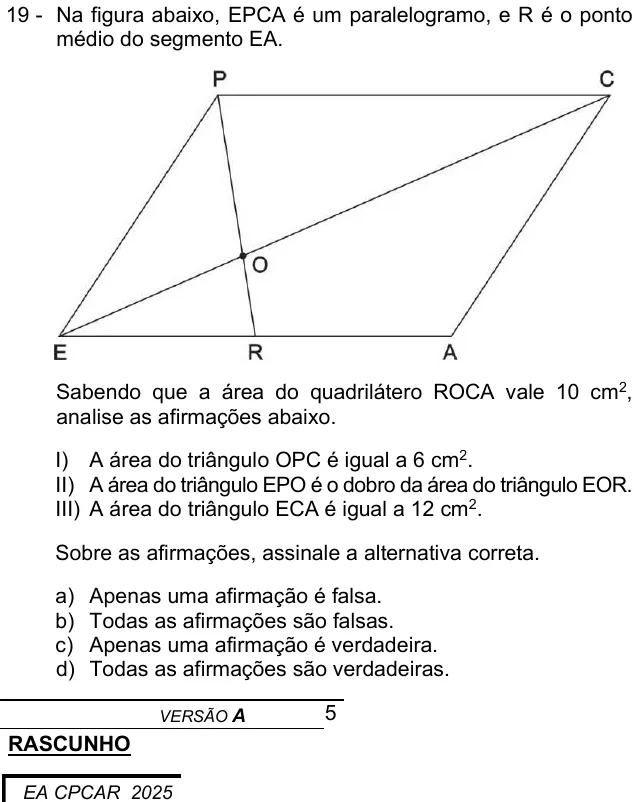 19 - Na figura abaixo, EPCA é um paralelogramo, e R é o ponto
médio do segmento EA.
P
C
O
E
R
A
Sabendo que a área do quadrilátero ROCA vale 10 cm²,
analise as afirmações abaixo.
I) A área do triângulo OPC é igual a 6 cm².
II) A área do triângulo EPO é o dobro da área do triângulo EOR.
III) A área do triângulo ECA é igual a 12 cm².
Sobre as afirmações, assinale a alternativa correta.
a) Apenas uma afirmação é falsa.
b) Todas as afirmações são falsas.
c) Apenas uma afirmação é verdadeira.
d) Todas as afirmações são verdadeiras.
VERSÃO A 5
RASCUNHO
EA CPCAR 2025